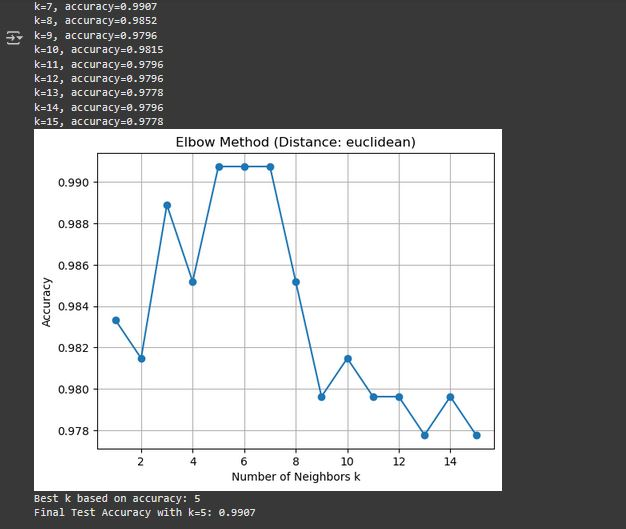 k=7, accuracy=0.9907
k=8, accuracy=0.9852
k=9, accuracy=0.9796
k=10, accuracy=0.9815
k=11, accuracy=0.9796
k=12, accuracy=0.9796
k=13, accuracy=0.9778
k=14, accuracy=0.9796
k=15, accuracy=0.9778
Elbow Method (Distance: euclidean)
0.990
0.988
0.986
0.984
0.982
0.980
0.978
Accuracy
2 4 6 8 10 12 14
Number of Neighbors k
Best k based on accuracy: 5
Final Test Accuracy with k=5: 0.9907